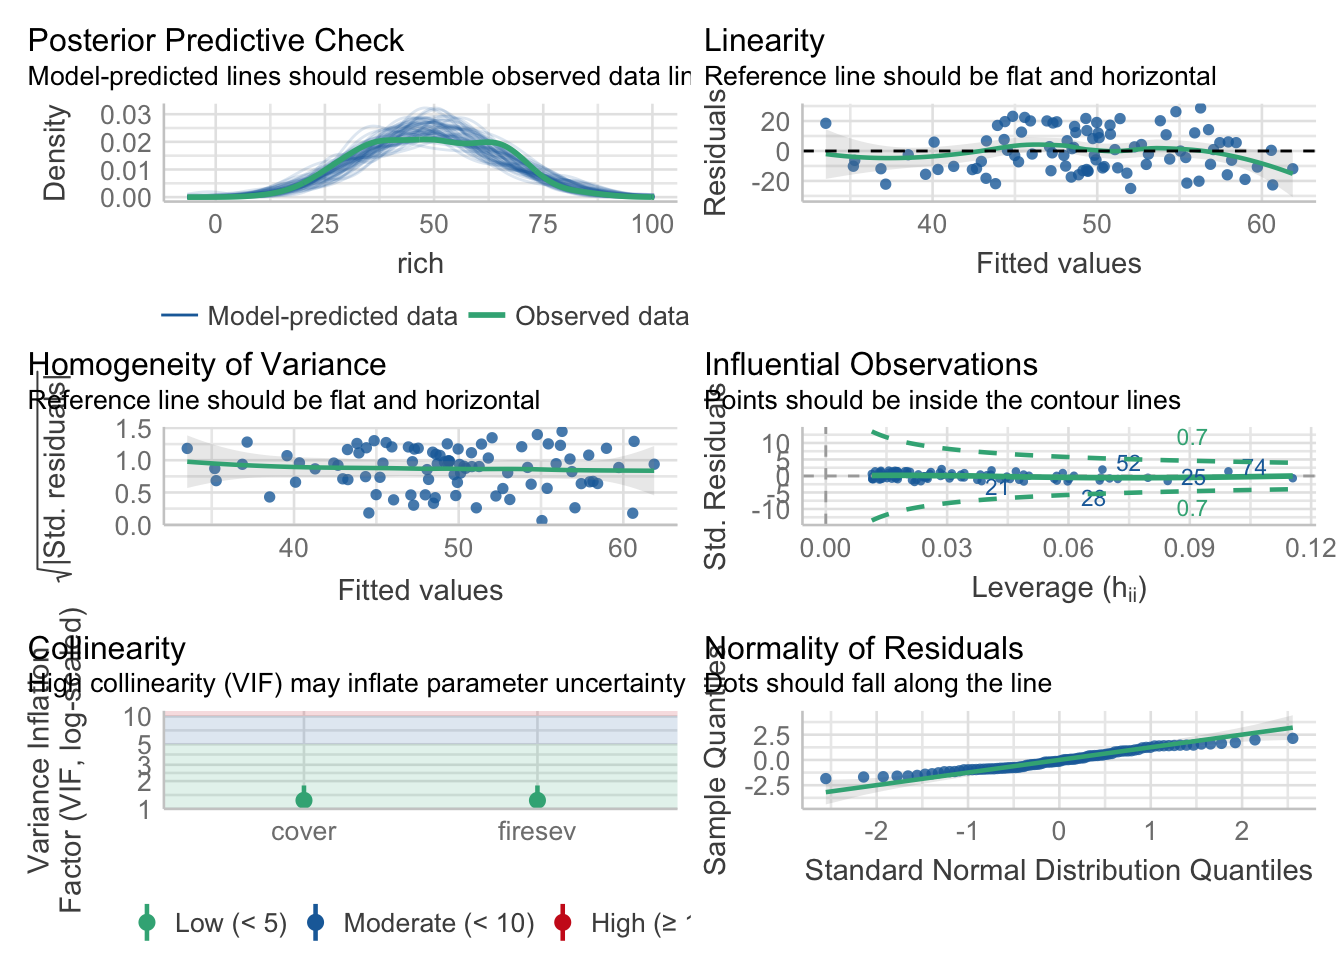 Posterior Predictive Check
Model-predicted lines should resemble observed data lin
Density
0.03
0.02
0.01
0.00
0 25 50 75 100
rich
Model-predicted data Observed data
Linearity
Reference line should be flat and horizontal
Residuals
20
0
-20
40 50 60
Fitted values
Homogeneity of Variance
Reference line should be flat and horizontal
√|Std. residuals|
1.5
1.0
0.5
0.0
40 50 60
Fitted values
Influential Observations
Points should be inside the contour lines
Std. Residuals
10
5
0
-5
-10
0.7
52
74
25
21
28
0.7
0.00 0.03 0.06 0.09 0.12
Leverage (hii)
Collinearity
High collinearity (VIF) may inflate parameter uncertainty
Variance Inflation
Factor (VIF, log-scaled)
10
5
3
2
1
cover firesev
Low (< 5) Moderate (< 10) High (≥
Normality of Residuals
Dots should fall along the line
Sample Quantiles
2.5
0.0
-2.5
-2 -1 0 1 2
Standard Normal Distribution Quantiles